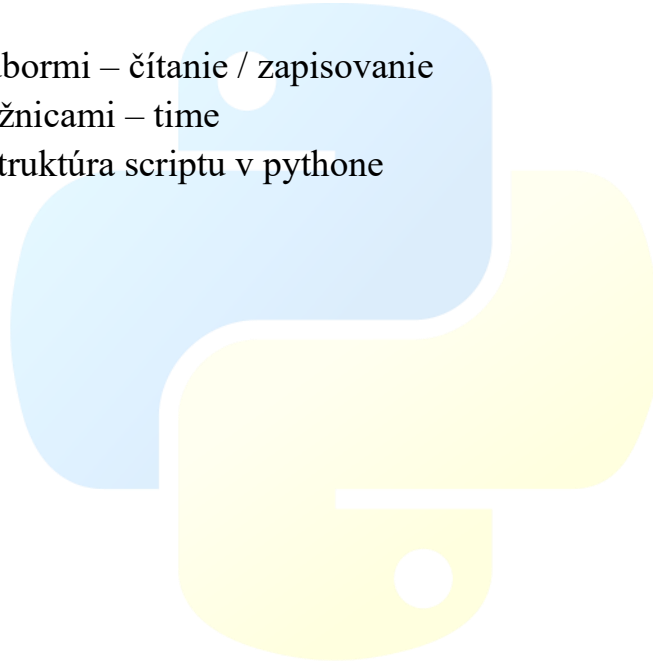 bormi – čítanie / zapisovanie
žnicami – time
truktúra scriptu v pythone